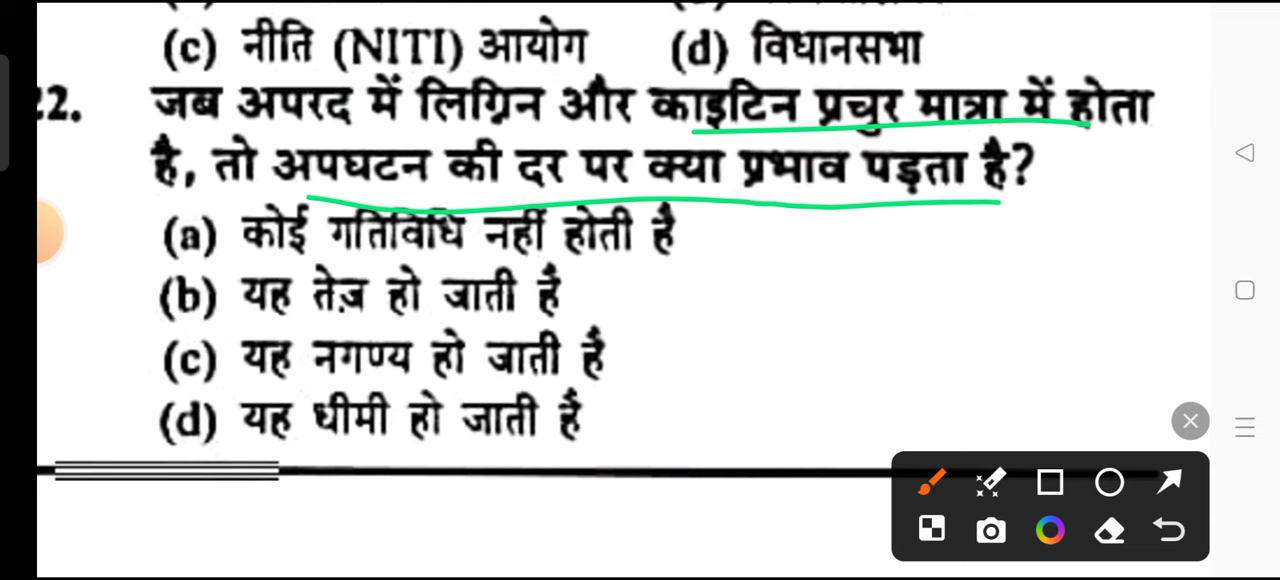 (c) नीति (NITI) आयोग (d) विधानसभा
22. जब अपरद में लिग्निन और काइटिन प्रचुर मात्रा में होता
है, तो अपघटन की दर पर क्या प्रभाव पड़ता है?
(a) कोई गतिविधि नहीं होती है
(b) यह तेज़ हो जाती है
(c) यह नगण्य हो जाती है
(d) यह धीमी हो जाती है